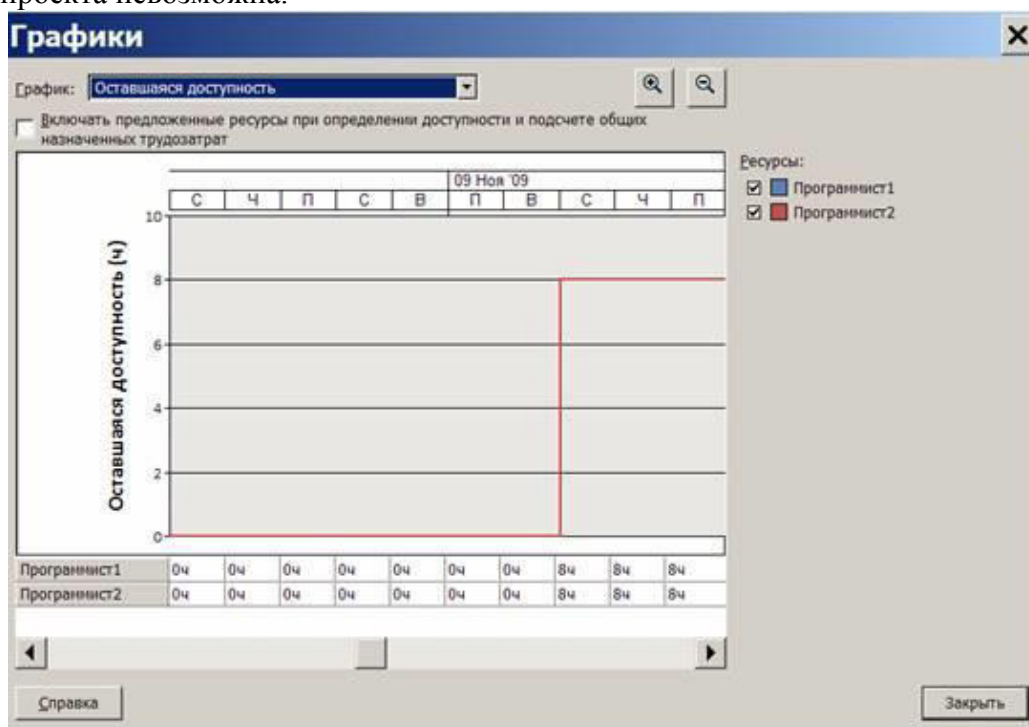 проекта невозможна.
Графики
График: Оставшаяся доступность
Включать предложенные ресурсы при определении доступности и подсчете общих
назначенных трудозатрат
Ресурсы:
Программист1
Программист2
09 Ноя '09
С Ч П С В П В С Ч П
Оставшаяся доступность (ч)
10
8
6
4
2
0
Программист1 0ч 0ч 0ч 0ч 0ч 0ч 0ч 8ч 8ч 8ч
Программист2 0ч 0ч 0ч 0ч 0ч 0ч 0ч 8ч 8ч 8ч
Справка
Закрыть